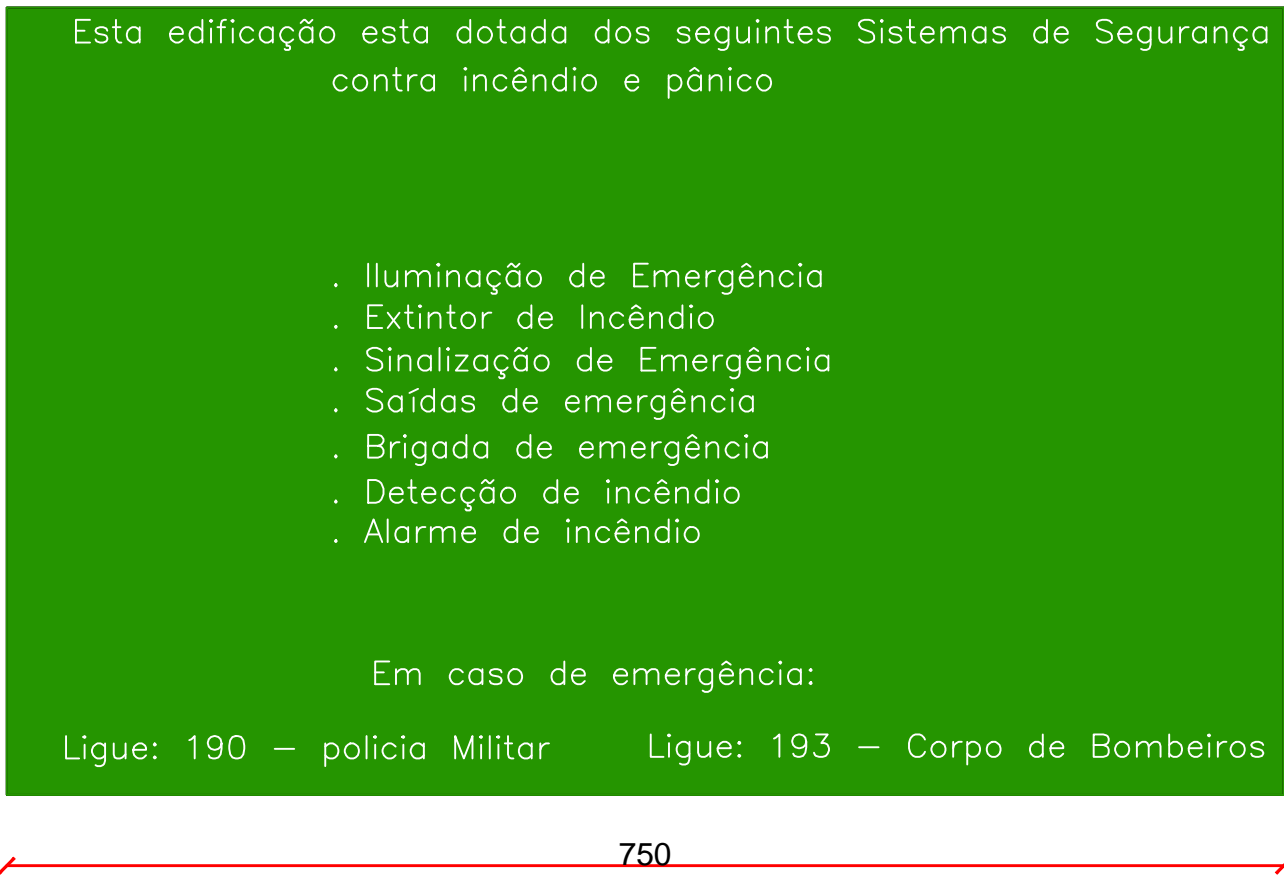 Esta edificação esta dotada dos seguintes Sistemas de Segurança
contra incêndio e pânico
. Iluminação de Emergência
. Extintor de Incêndio
. Sinalização de Emergência
. Saídas de emergência
. Brigada de emergência
. Detecção de incêndio
. Alarme de incêndio
Em caso de emergência:
Ligue: 190 – policia Militar Ligue: 193 – Corpo de Bombeiros
750